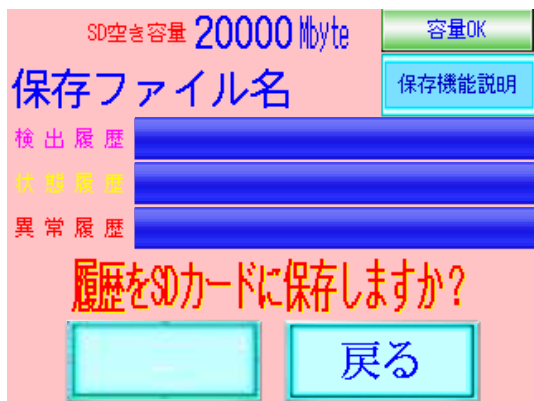 SD空き容量 20000 Mbyte 容量OK
保存ファイル名 保存機能説明
検出履歴
状態履歴
異常履歴
履歴をSDカードに保存しますか？
戻る